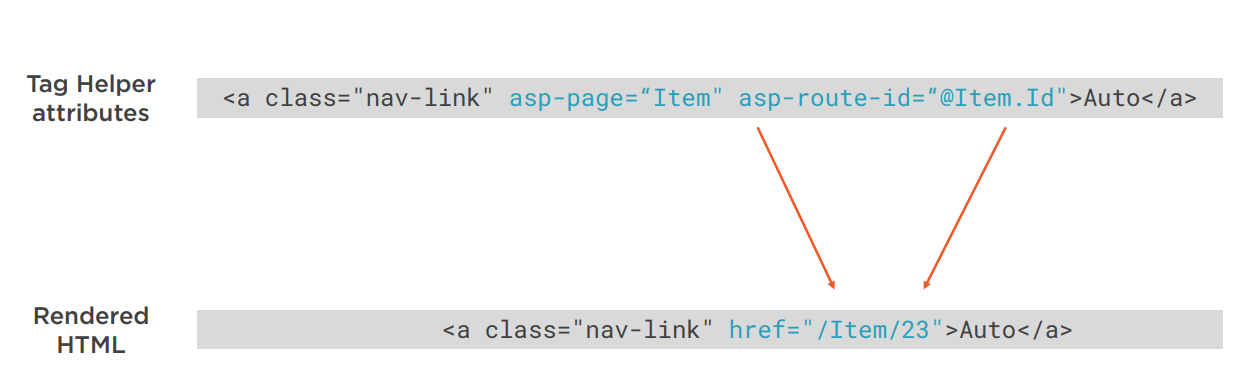 Tag Helper
attributes
<a class="nav-link" asp-page=“Item" asp-route-id=“@Item.Id">Auto</a>
Rendered
HTML
<a class="nav-link" href="/Item/23">Auto</a>